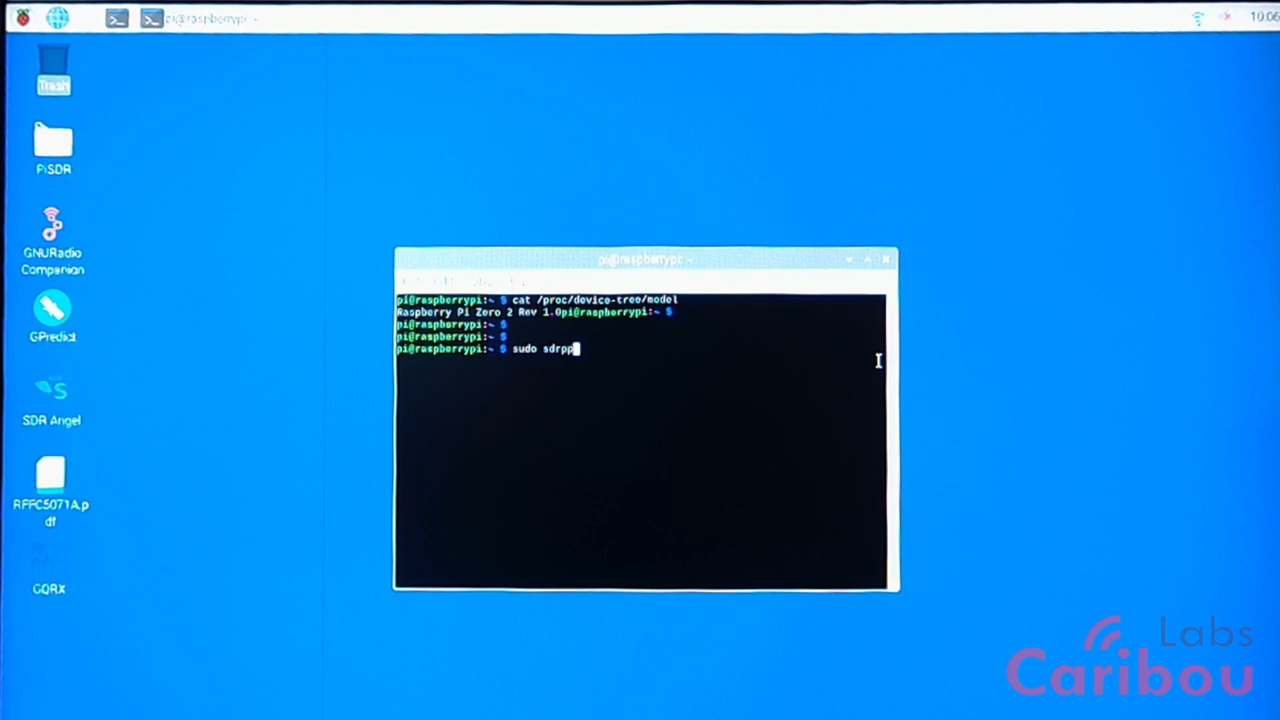 pi@raspberrypi: ~
10:06
Trash
PiSDR
GNURadio
Companion
GPredict
SDR Angel
RFFC5071A.p
df
GQRX
pi@raspberrypi: ~
pi@raspberrypi:~ $ cat /proc/device-tree/model
Raspberry Pi Zero 2 Rev 1.0pi@raspberrypi:~ $
pi@raspberrypi:~ $
pi@raspberrypi:~ $
pi@raspberrypi:~ $ sudo sdrpp
Labs
Caribou